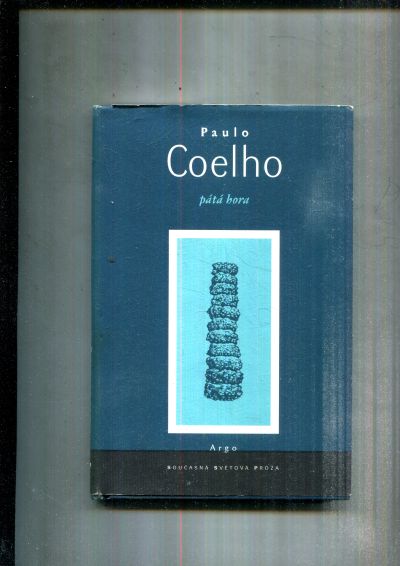 Paulo
Coelho
pátá hora
Argo
SOUČASNÁ SVĚTOVÁ PRÓZA